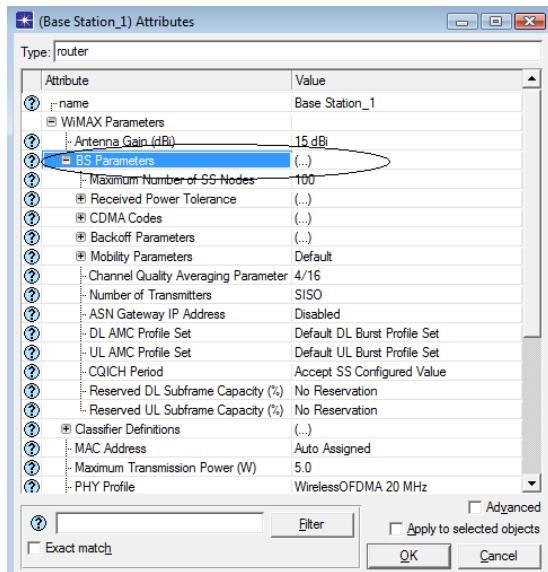 (Base Station_1) Attributes
Type: router
Attribute Value
name Base Station_1
WiMAX Parameters
Antenna Gain (dBi) 15 dBi
BS Parameters (...)
Maximum Number of SS Nodes 100
Received Power Tolerance (...)
CDMA Codes (...)
Backoff Parameters (...)
Mobility Parameters Default
Channel Quality Averaging Parameter 4/16
Number of Transmitters SISO
ASN Gateway IP Address Disabled
DL AMC Profile Set Default DL Burst Profile Set
UL AMC Profile Set Default UL Burst Profile Set
CQICH Period Accept SS Configured Value
Reserved DL Subframe Capacity (%) No Reservation
Reserved UL Subframe Capacity (%) No Reservation
Classifier Definitions (...)
MAC Address Auto Assigned
Maximum Transmission Power (W) 5.0
PHY Profile WirelessOFDMA 20 MHz
Advanced
Filter
Apply to selected objects
Exact match
OK Cancel